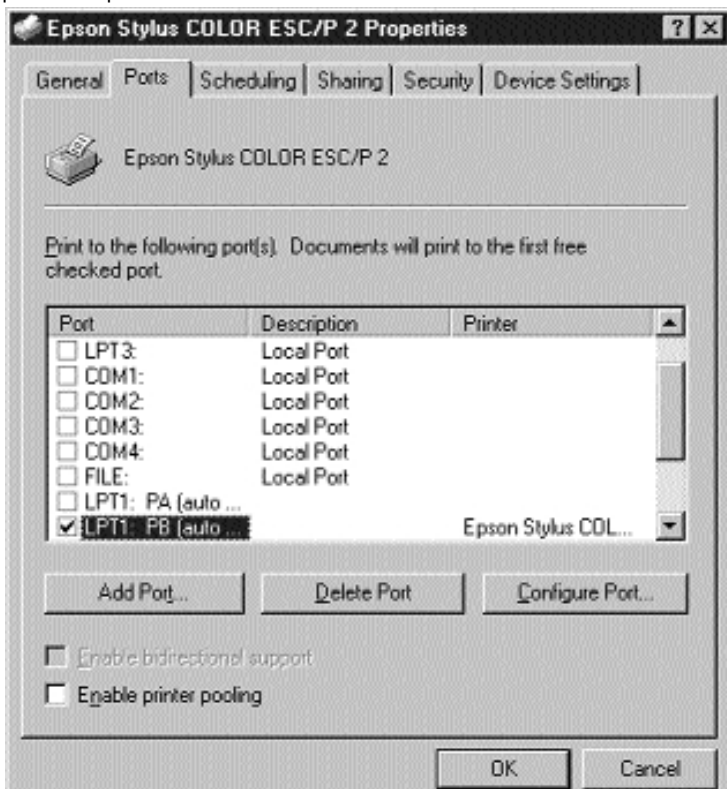 Epson Stylus COLOR ESC/P 2 Properties
General Ports Scheduling Sharing Security Device Settings
Epson Stylus COLOR ESC/P 2
Print to the following port(s). Documents will print to the first free
checked port.
Port Description Printer
LPT3: Local Port
COM1: Local Port
COM2: Local Port
COM3: Local Port
COM4: Local Port
FILE: Local Port
LPT1: PA (auto ...
LPT1: PB (auto ... Epson Stylus COL...
Add Port... Delete Port Configure Port...
Enable bidirectional support
Enable printer pooling
OK Cancel